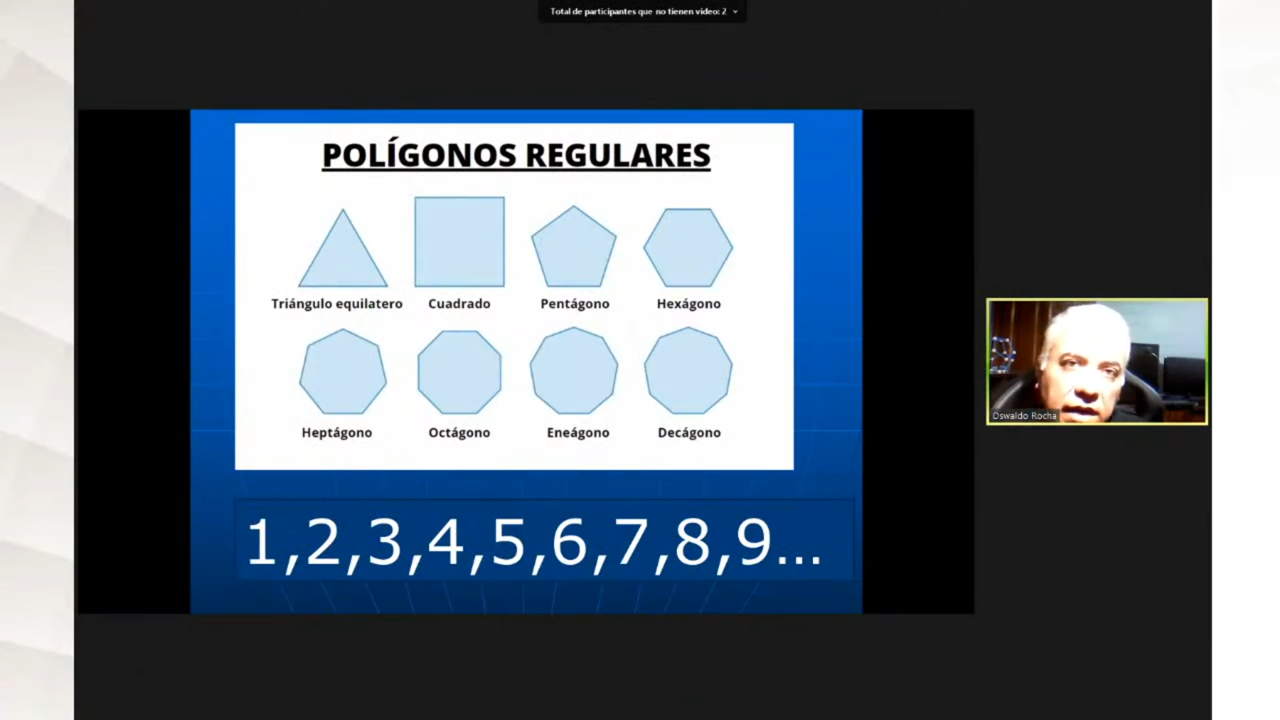 Total de participantes que no tienen video: 2
POLÍGONOS REGULARES
Triángulo equilatero Cuadrado Pentágono Hexágono
Heptágono Octágono Eneágono Decágono
1,2,3,4,5,6,7,8,9...
Oswaldo Rocha